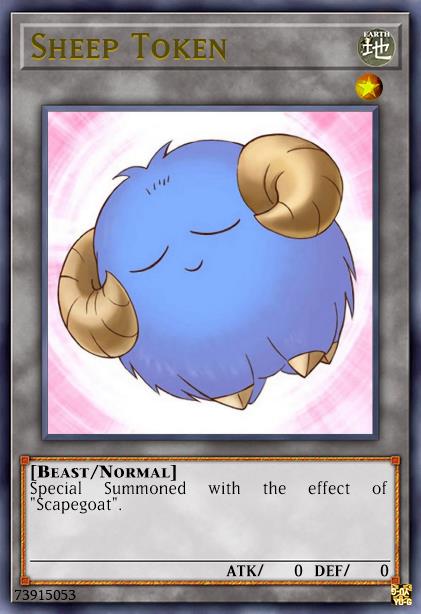 Sheep Token
EARTH
地
[Beast/Normal]
Special Summoned with the effect of
"Scapegoat".
ATK/ 0 DEF/ 0
73915053